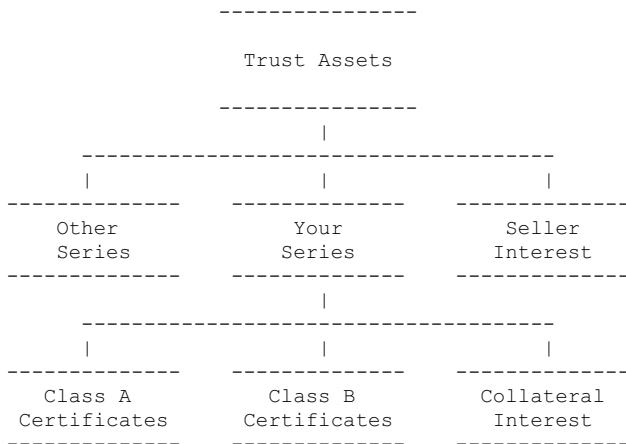 Trust Assets
Other Your Seller
Series Series Interest
Class A Class B Collateral
Certificates Certificates Interest